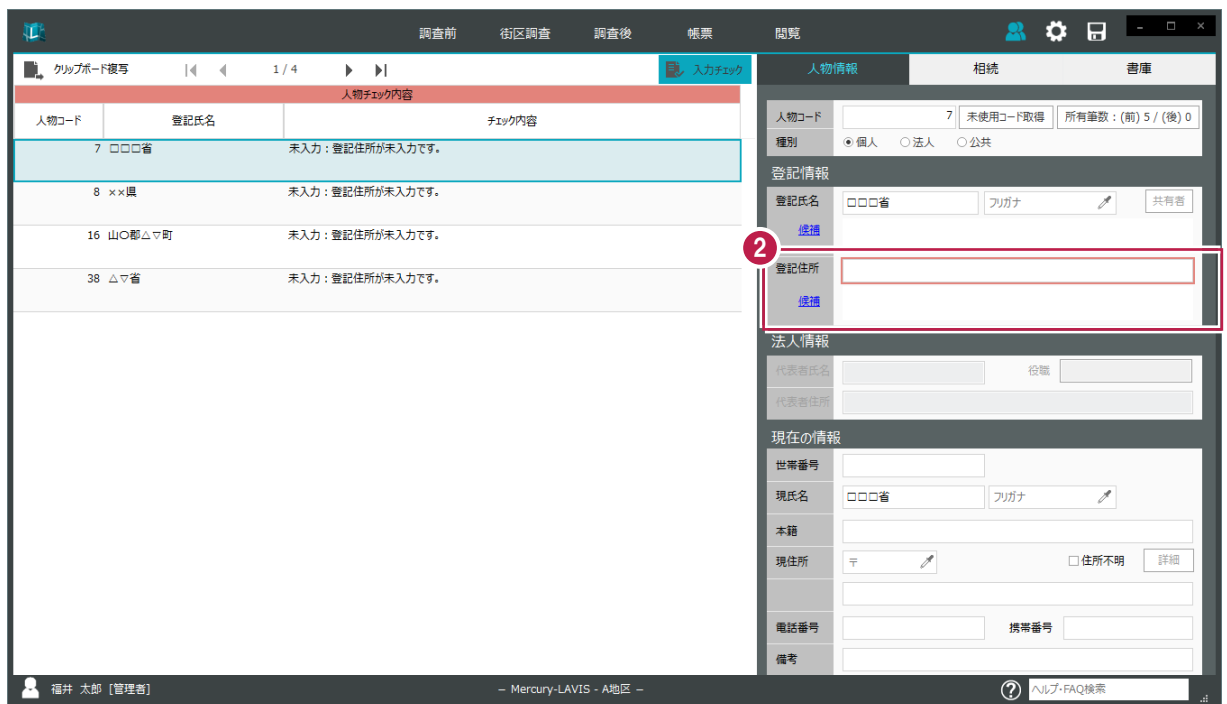 調査前 街区調査 調査後 帳票 閲覧
クリップボード複写 1 / 4 入力チェック
人物チェック内容
人物コード 登記氏名 チェック内容
7 □□□省 未入力：登記住所が未入力です。
8 ××県 未入力：登記住所が未入力です。
16 山○郡△▽町 未入力：登記住所が未入力です。
38 △▽省 未入力：登記住所が未入力です。
人物情報 相続 書庫
人物コード 7 未使用コード取得 所有筆数：(前) 5 / (後) 0
種別 個人 法人 公共
登記情報
登記氏名 □□□省 フリガナ 共有者
候補
2
登記住所
候補
法人情報
代表者氏名 役職
代表者住所
現在の情報
世帯番号
現氏名 □□□省 フリガナ
本籍
現住所 〒 住所不明 詳細
電話番号 携帯番号
備考
福井 太郎 [管理者] － Mercury-LAVIS - A地区 － ? ヘルプ・FAQ検索